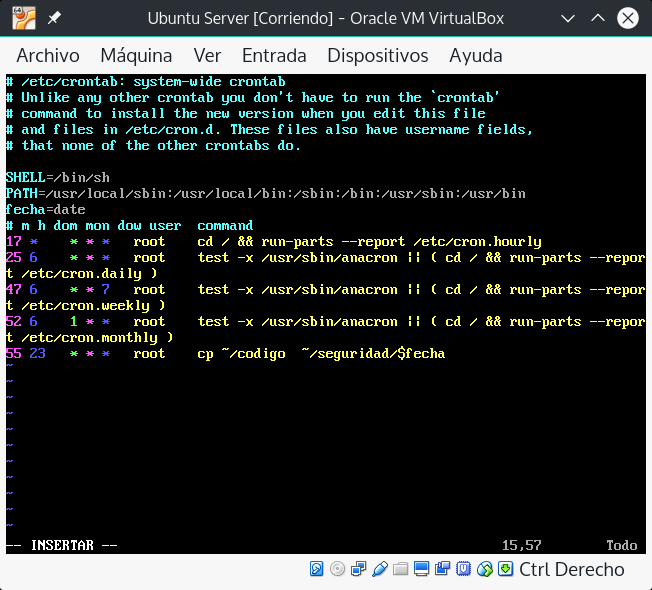 Ubuntu Server [Corriendo] - Oracle VM VirtualBox
Archivo Máquina Ver Entrada Dispositivos Ayuda
# /etc/crontab: system-wide crontab
# Unlike any other crontab you don't have to run the `crontab'
# command to install the new version when you edit this file
# and files in /etc/cron.d. These files also have username fields,
# that none of the other crontabs do.
SHELL=/bin/sh
PATH=/usr/local/sbin:/usr/local/bin:/sbin:/bin:/usr/sbin:/usr/bin
fecha=date
# m h dom mon dow user  command
17 *    * * *   root    cd / && run-parts --report /etc/cron.hourly
25 6    * * *   root    test -x /usr/sbin/anacron || ( cd / && run-parts --repor
t /etc/cron.daily )
47 6    * * 7   root    test -x /usr/sbin/anacron || ( cd / && run-parts --repor
t /etc/cron.weekly )
52 6    1 * *   root    test -x /usr/sbin/anacron || ( cd / && run-parts --repor
t /etc/cron.monthly )
55 23   * * *   root    cp ~/codigo  ~/seguridad/$fecha
~
~
~
~
~
~
~
~
~
~
~
-- INSERTAR -- 15,57 Todo
Ctrl Derecho